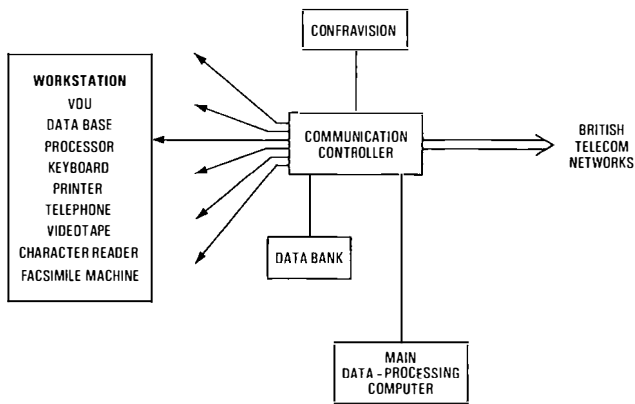 CONFRAVISION
WORKSTATION
VDU
DATA BASE
PROCESSOR
KEYBOARD
PRINTER
TELEPHONE
VIDEOTAPE
CHARACTER READER
FACSIMILE MACHINE
COMMUNICATION
CONTROLLER
BRITISH
TELECOM
NETWORKS
DATA BANK
MAIN
DATA-PROCESSING
COMPUTER